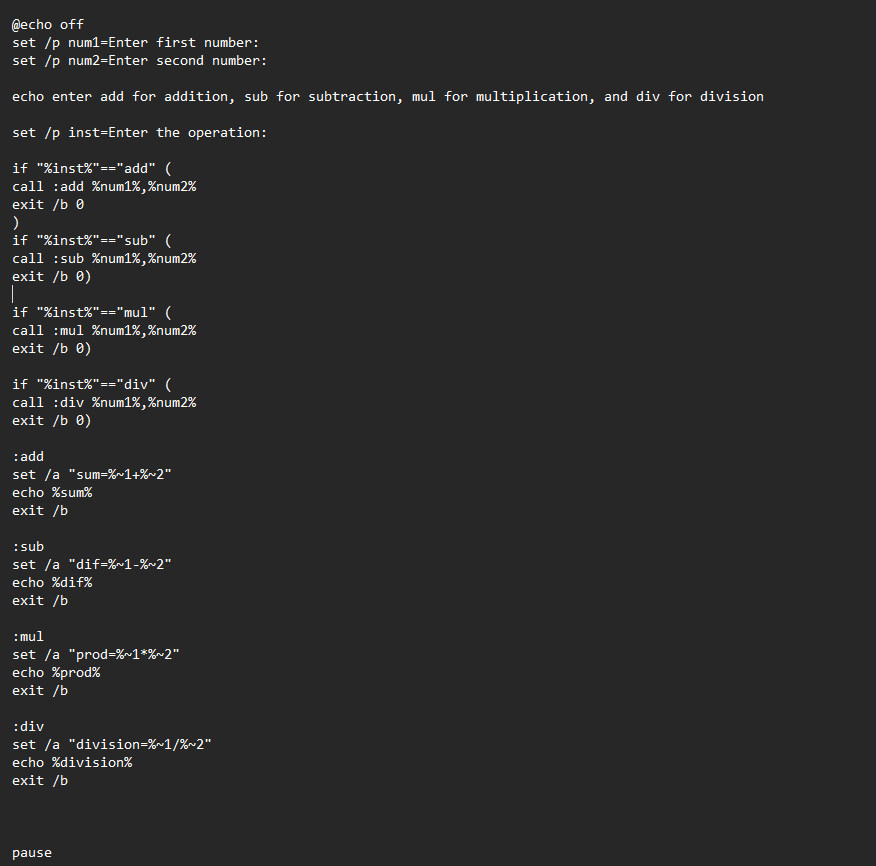 @echo off
set /p num1=Enter first number:
set /p num2=Enter second number:
echo enter add for addition, sub for subtraction, mul for multiplication, and div for division
set /p inst=Enter the operation:
if "%inst%"=="add" (
call :add %num1%,%num2%
exit /b 0
)
if "%inst%"=="sub" (
call :sub %num1%,%num2%
exit /b 0)
if "%inst%"=="mul" (
call :mul %num1%,%num2%
exit /b 0)
if "%inst%"=="div" (
call :div %num1%,%num2%
exit /b 0)
:add
set /a "sum=%~1+%~2"
echo %sum%
exit /b
:sub
set /a "dif=%~1-%~2"
echo %dif%
exit /b
:mul
set /a "prod=%~1*%~2"
echo %prod%
exit /b
:div
set /a "division=%~1/%~2"
echo %division%
exit /b
pause